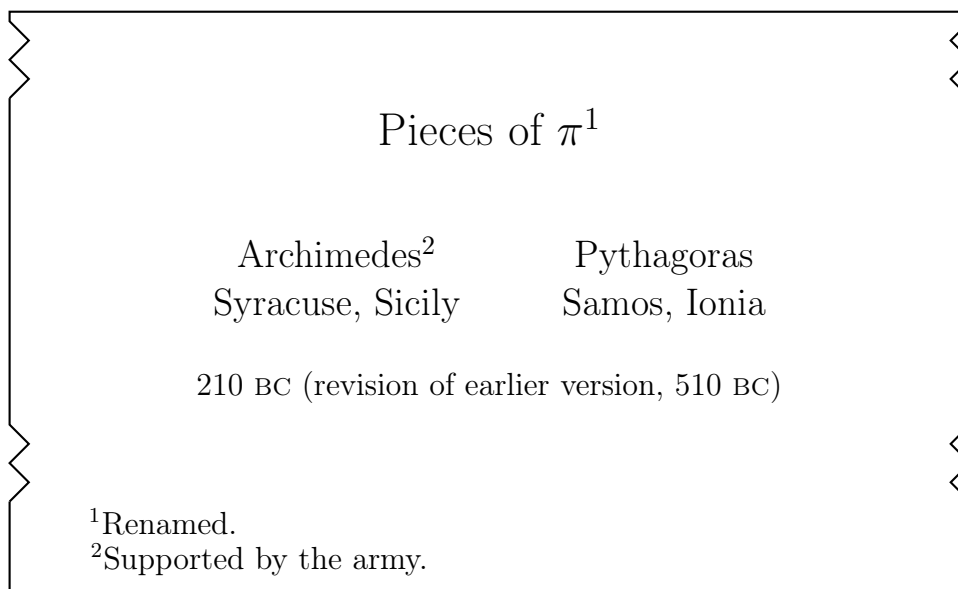 Pieces of π¹
Archimedes² Pythagoras
Syracuse, Sicily Samos, Ionia
210 BC (revision of earlier version, 510 BC)
¹Renamed.
²Supported by the army.